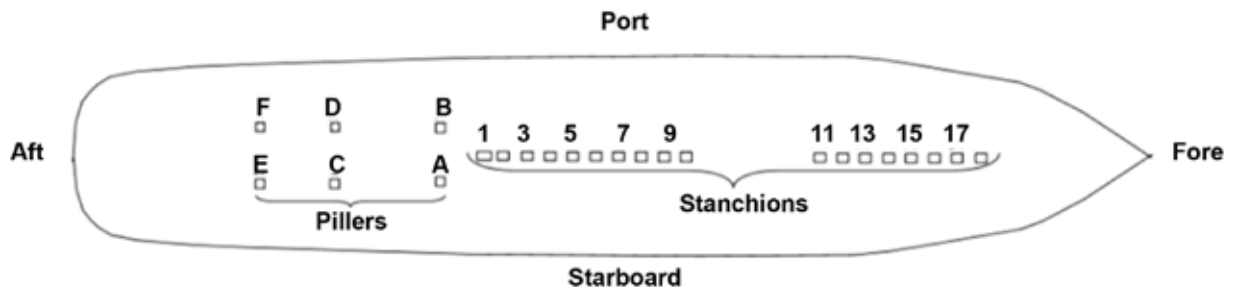 Port
F D B
1 3 5 7 9 11 13 15 17
Aft
Fore
E C A
Pillers
Stanchions
Starboard